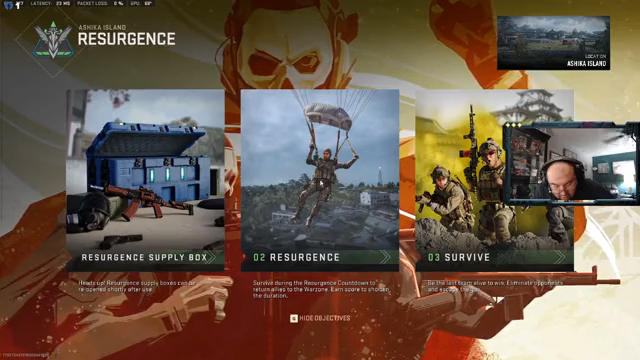 LATENCY: 23 MS PACKET LOSS: 0 % GPU: 59°
ASHIKA ISLAND
RESURGENCE
LOCATION
ASHIKA ISLAND
RESURGENCE SUPPLY BOX
02 RESURGENCE
03 SURVIVE
Heads up! Resurgence supply boxes can be
re-opened shortly after use.
Survive during the Resurgence Countdown to
return allies to the Warzone. Earn score to shorten
the duration.
Be the last team alive to win. Eliminate opponents
and escape the gas.
HIDE OBJECTIVES